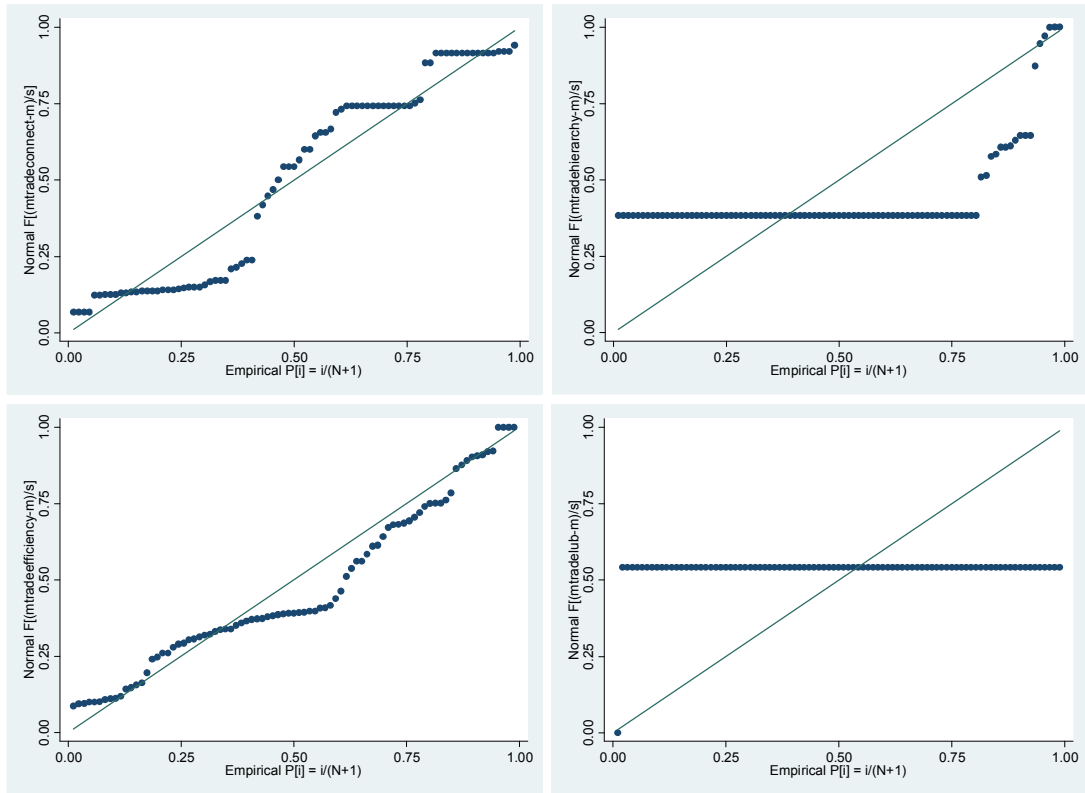 Normal F[(mtradeconnect-m)/s]
1.00
0.75
0.50
0.25
0.00
0.00 0.25 0.50 0.75 1.00
Empirical P[i] = i/(N+1)
Normal F[(mtradehierarchy-m)/s]
1.00
0.75
0.50
0.25
0.00
0.00 0.25 0.50 0.75 1.00
Empirical P[i] = i/(N+1)
Normal F[(mtradeefficiency-m)/s]
1.00
0.75
0.50
0.25
0.00
0.00 0.25 0.50 0.75 1.00
Empirical P[i] = i/(N+1)
Normal F[(mtradelub-m)/s]
1.00
0.75
0.50
0.25
0.00
0.00 0.25 0.50 0.75 1.00
Empirical P[i] = i/(N+1)